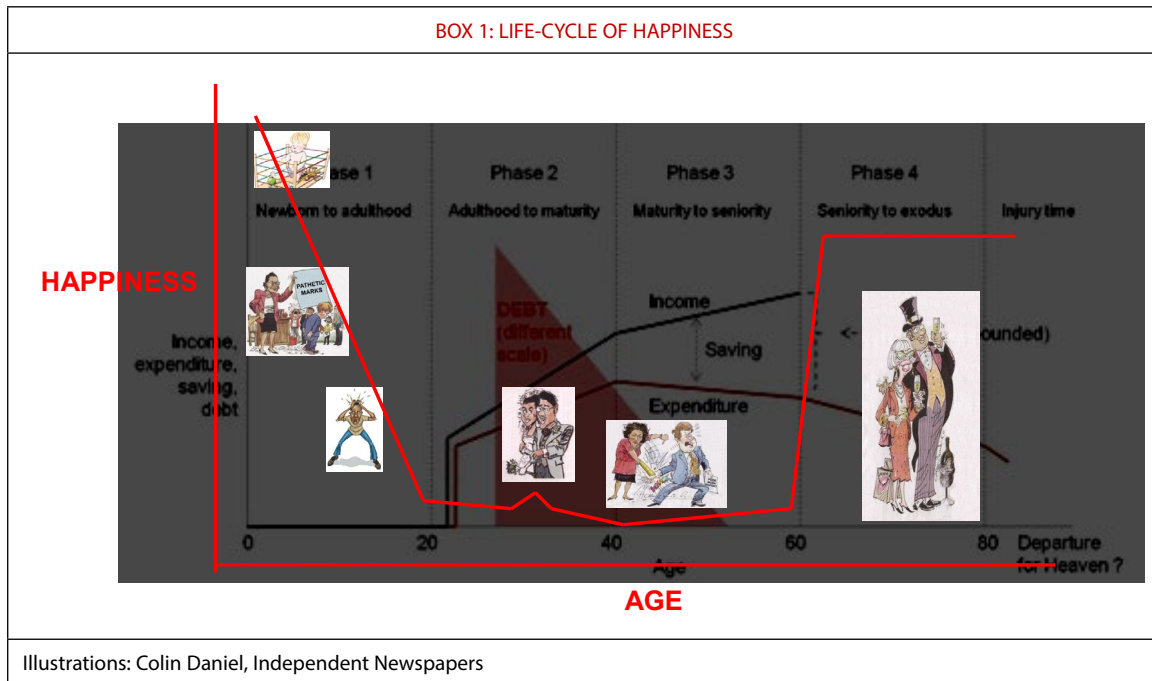 BOX 1: LIFE-CYCLE OF HAPPINESS
ase 1
Phase 2
Phase 3
Phase 4
Newborn to adulthood
Adulthood to maturity
Maturity to seniority
Seniority to exodus
Injury time
HAPPINESS
PATHETIC
MARKS
Income,
expenditure,
saving,
debt
DEBT
(different
scale)
Income
Saving
Expenditure
ounded)
0
20
40
60
80
Departure
for Heaven ?
Age
AGE
Illustrations: Colin Daniel, Independent Newspapers